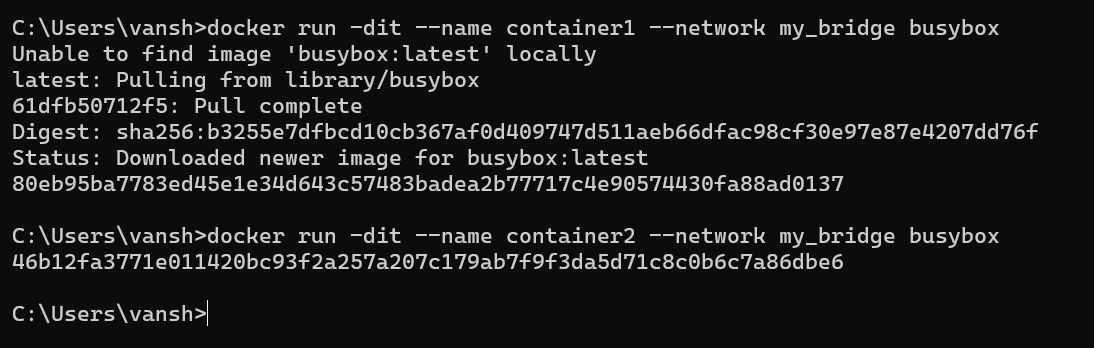 C:\Users\vansh>docker run -dit --name container1 --network my_bridge busybox
Unable to find image 'busybox:latest' locally
latest: Pulling from library/busybox
61dfb50712f5: Pull complete
Digest: sha256:b3255e7dfbcd10cb367af0d409747d511aeb66dfac98cf30e97e87e4207dd76f
Status: Downloaded newer image for busybox:latest
80eb95ba7783ed45e1e34d643c57483badea2b77717c4e90574430fa88ad0137
C:\Users\vansh>docker run -dit --name container2 --network my_bridge busybox
46b12fa3771e011420bc93f2a257a207c179ab7f9f3da5d71c8c0b6c7a86dbe6
C:\Users\vansh>